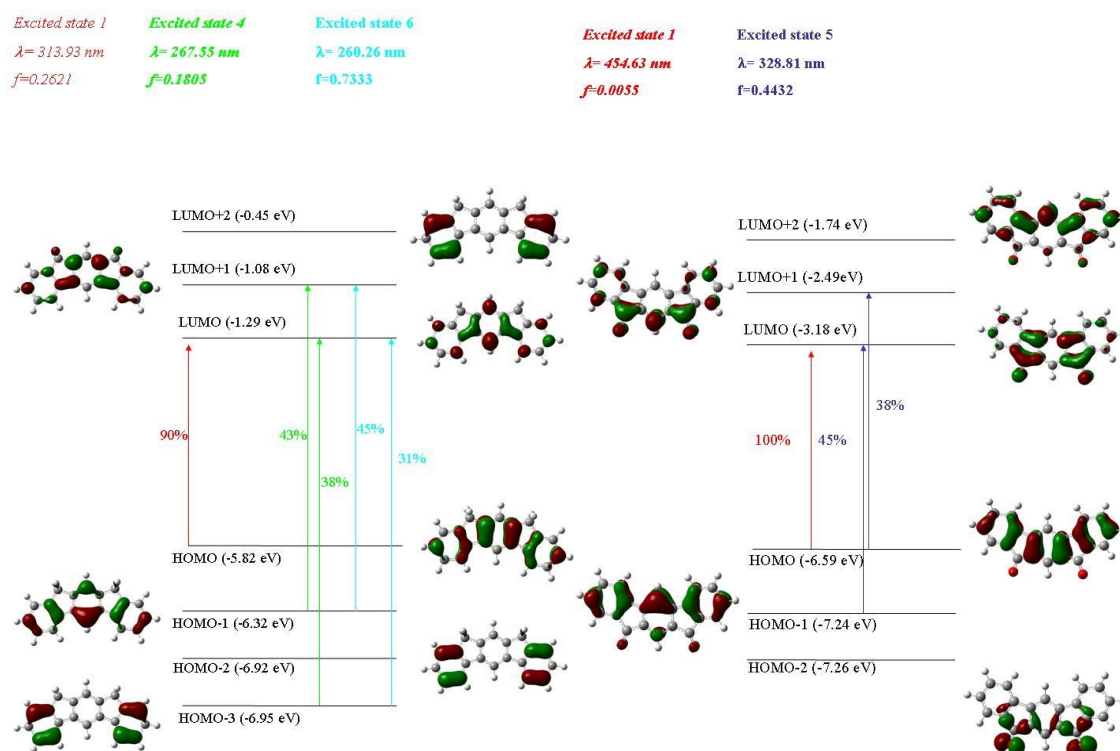 Excited state 1
λ= 313.93 nm
f=0.2621
Excited state 4
λ= 267.55 nm
f=0.1805
Excited state 6
λ= 260.26 nm
f=0.7333
Excited state 1
λ= 454.63 nm
f=0.0055
Excited state 5
λ= 328.81 nm
f=0.4432
LUMO+2 (-0.45 eV)
LUMO+1 (-1.08 eV)
LUMO (-1.29 eV)
90%
43%
38%
45%
31%
HOMO (-5.82 eV)
HOMO-1 (-6.32 eV)
HOMO-2 (-6.92 eV)
HOMO-3 (-6.95 eV)
LUMO+2 (-1.74 eV)
LUMO+1 (-2.49eV)
LUMO (-3.18 eV)
100%
45%
38%
HOMO (-6.59 eV)
HOMO-1 (-7.24 eV)
HOMO-2 (-7.26 eV)